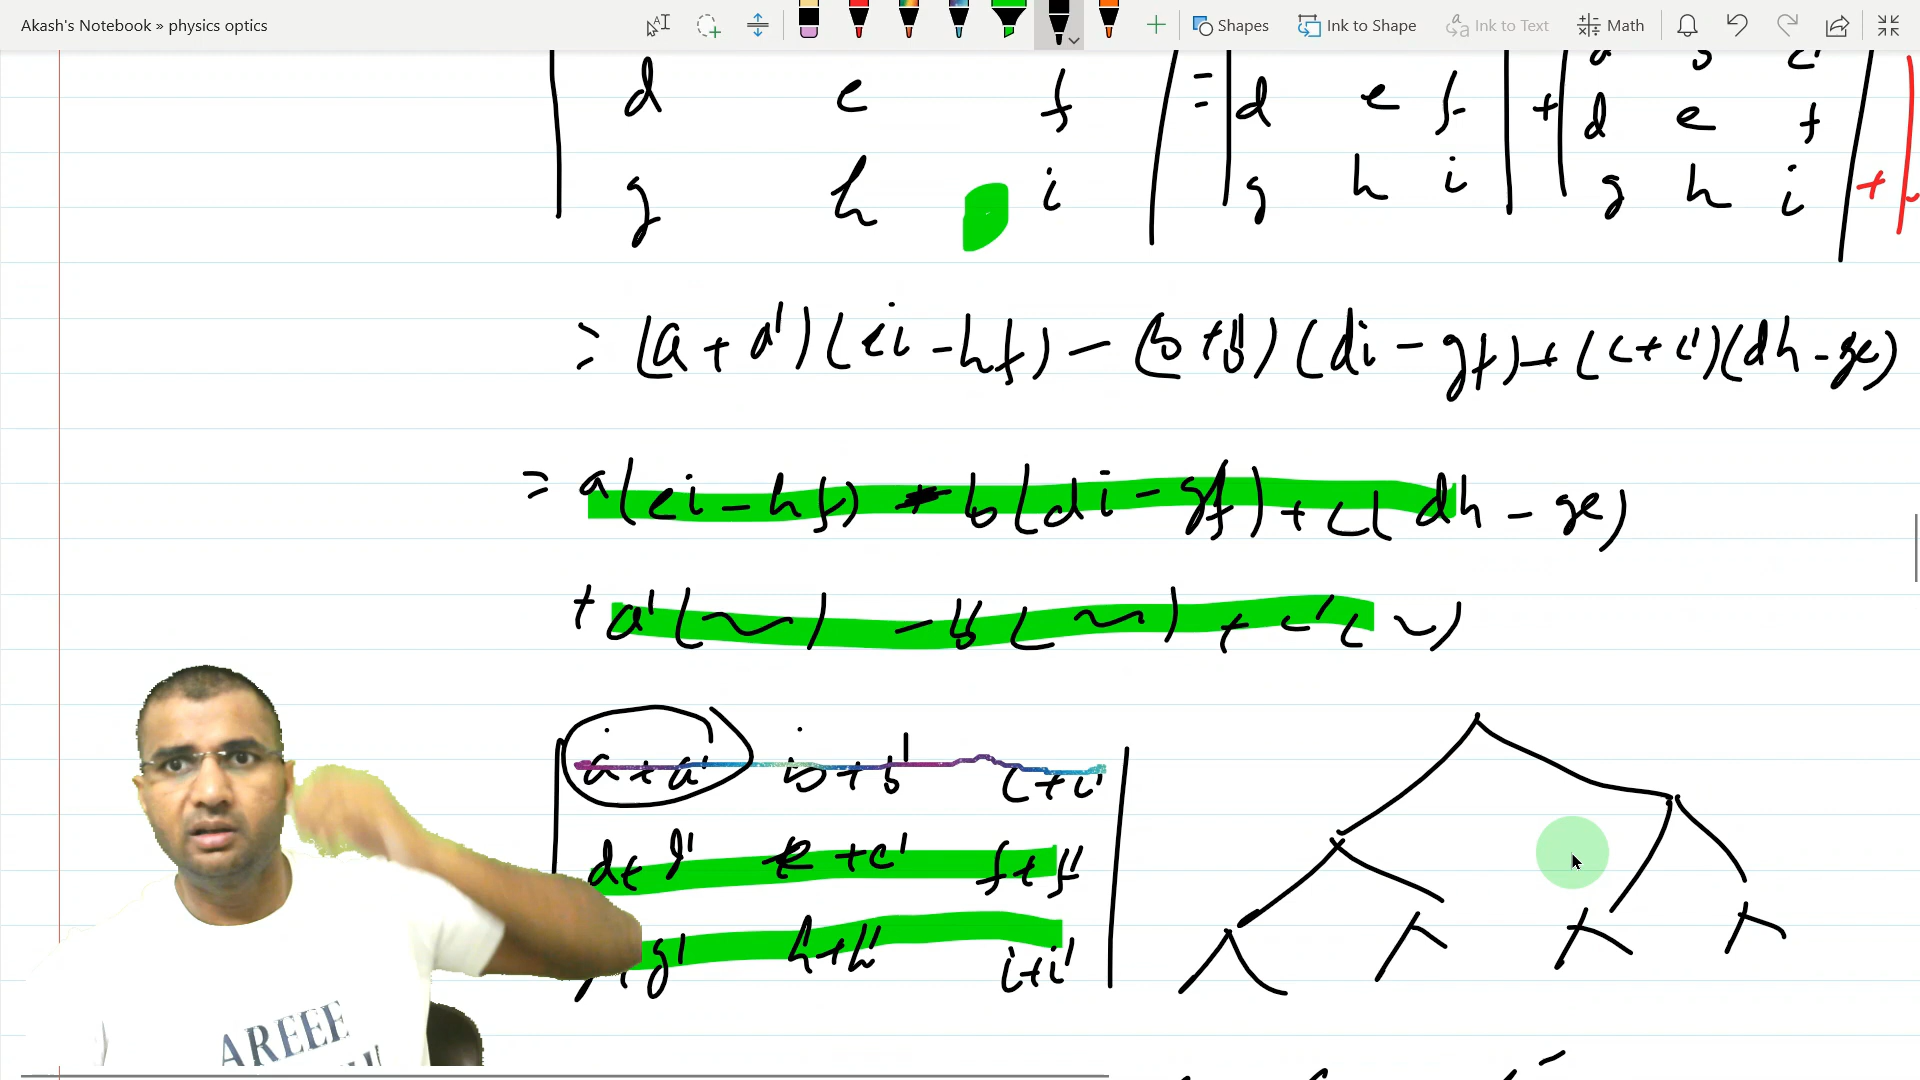 Akash's Notebook » physics optics
Shapes Ink to Shape Ink to Text Math
a b c'
d e f = d e f + d e f
g h i g h i g h i +
= (a + a') (ei - hf) - (b + b') (di - gf) + (c + c') (dh - ge)
= a(ei - hf) - b(di - gf) + c(dh - ge)
+ a'(~) - b'(~) + c'(~)
a + a' b + b' c + c'
d + d' e + e' f + f'
+ g' h + h' i + i'
AREEE